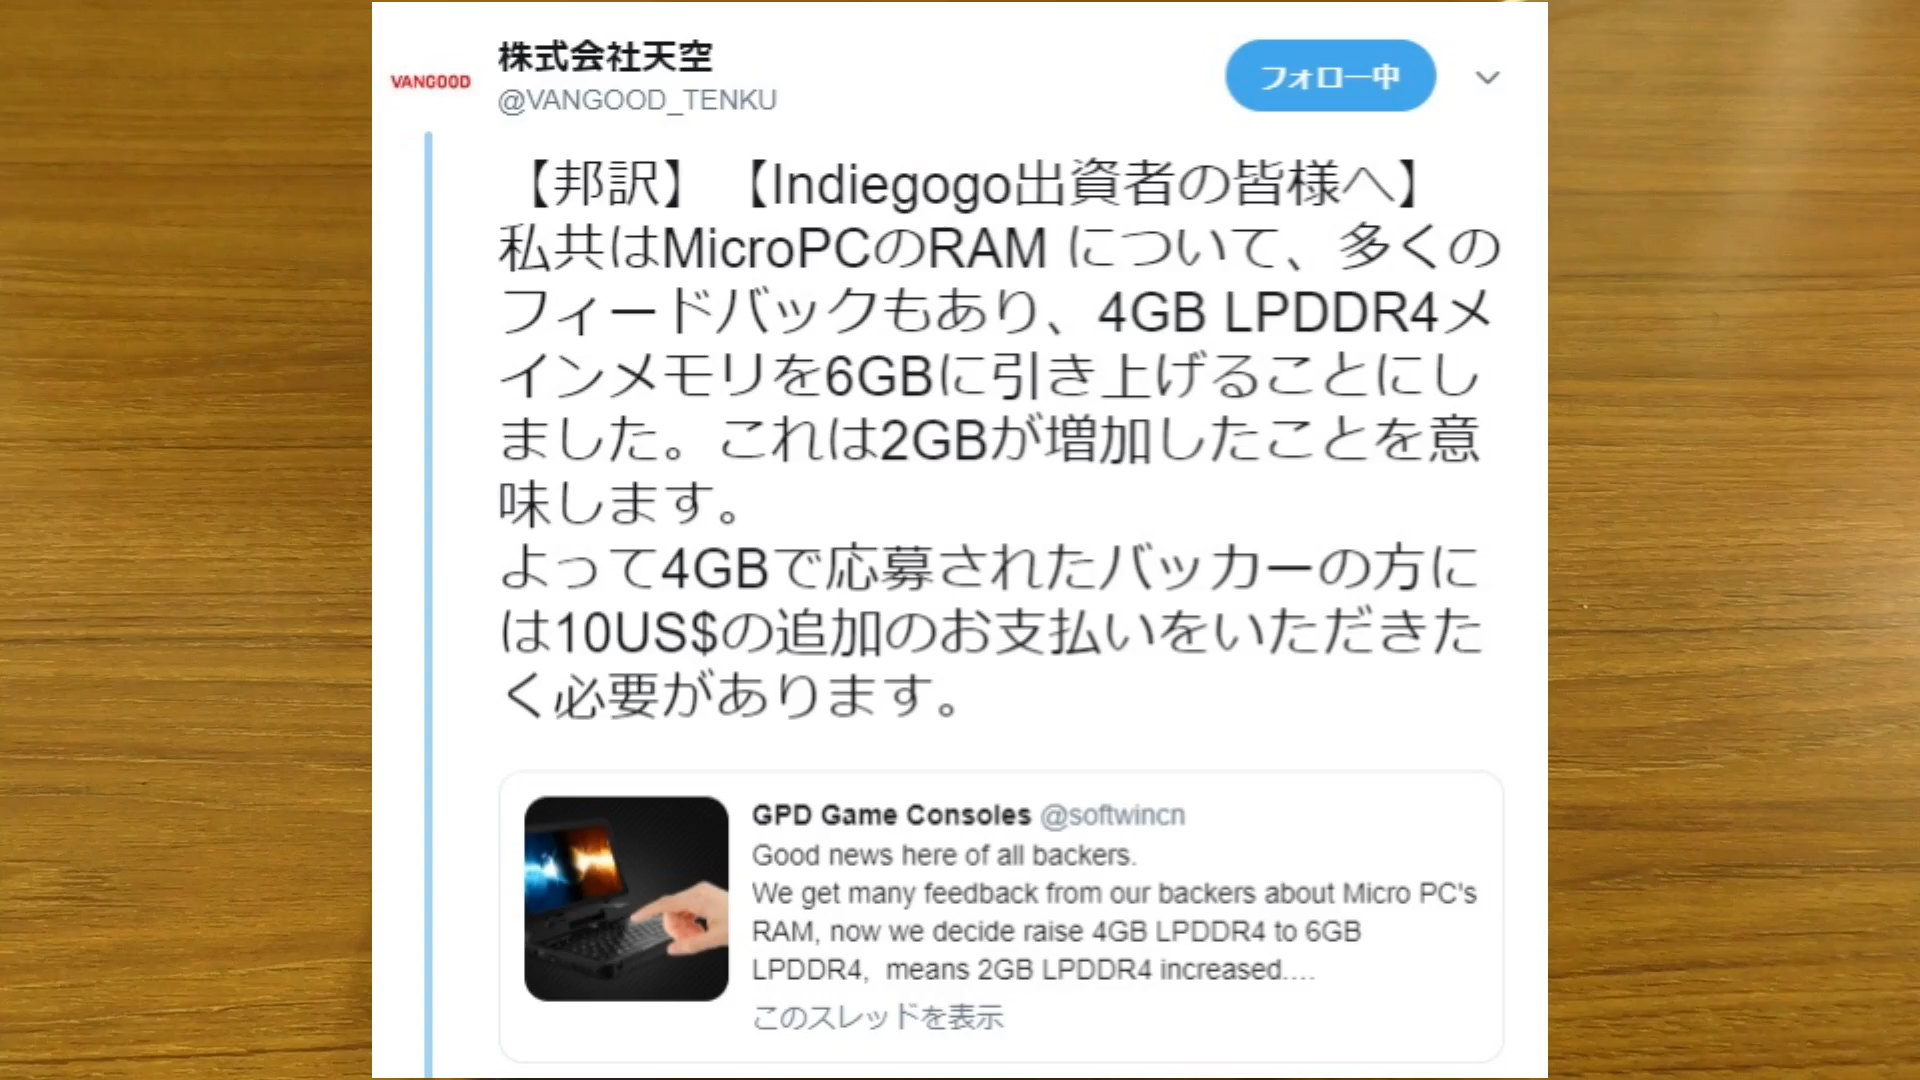 VANGOOD
株式会社天空
@VANGOOD_TENKU
フォロー中
【邦訳】【Indiegogo出資者の皆様へ】
私共はMicroPCのRAM について、多くの
フィードバックもあり、4GB LPDDR4メ
インメモリを6GBに引き上げることにし
ました。これは2GBが増加したことを意
味します。
よって4GBで応募されたバッカーの方に
は10US$の追加のお支払いをいただきた
く必要があります。
GPD Game Consoles @softwincn
Good news here of all backers.
We get many feedback from our backers about Micro PC's
RAM, now we decide raise 4GB LPDDR4 to 6GB
LPDDR4, means 2GB LPDDR4 increased....
このスレッドを表示